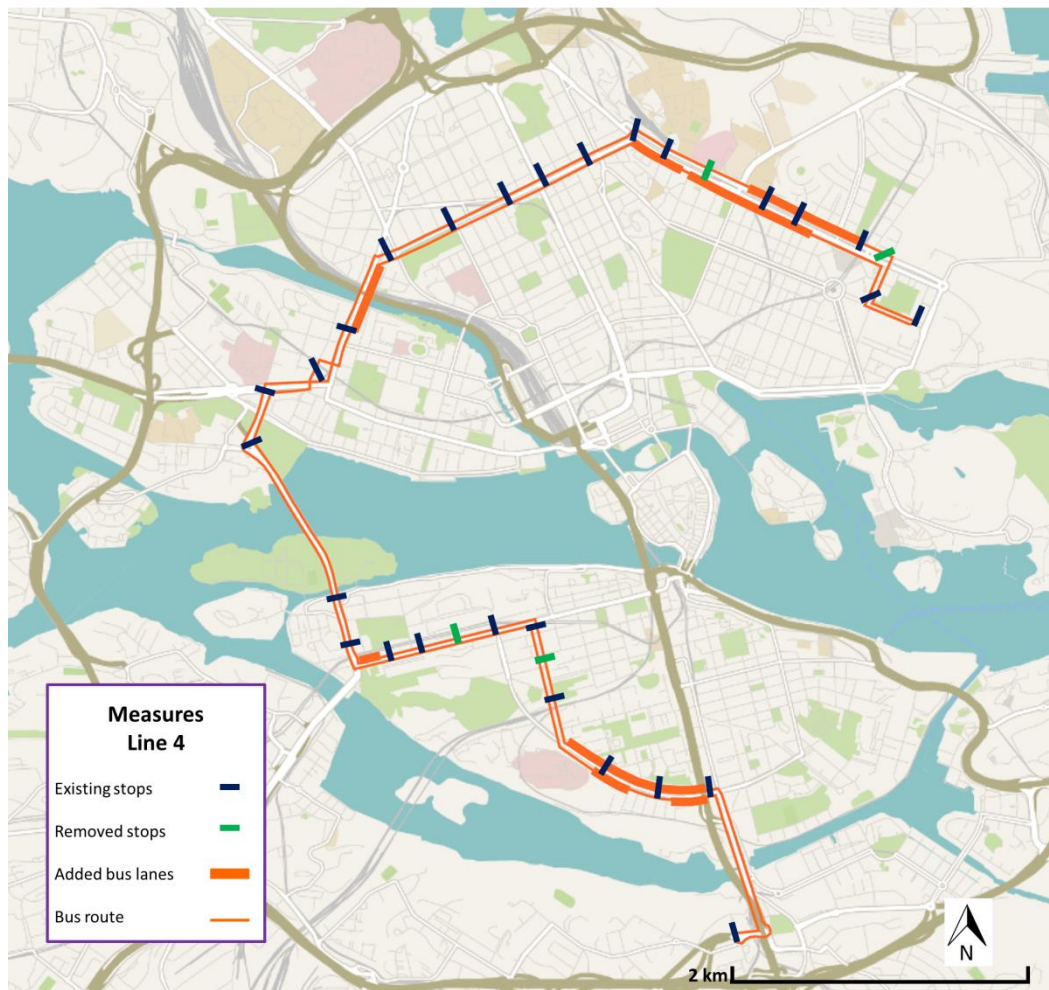 Measures
Line 4
Existing stops
Removed stops
Added bus lanes
Bus route
N
2 km